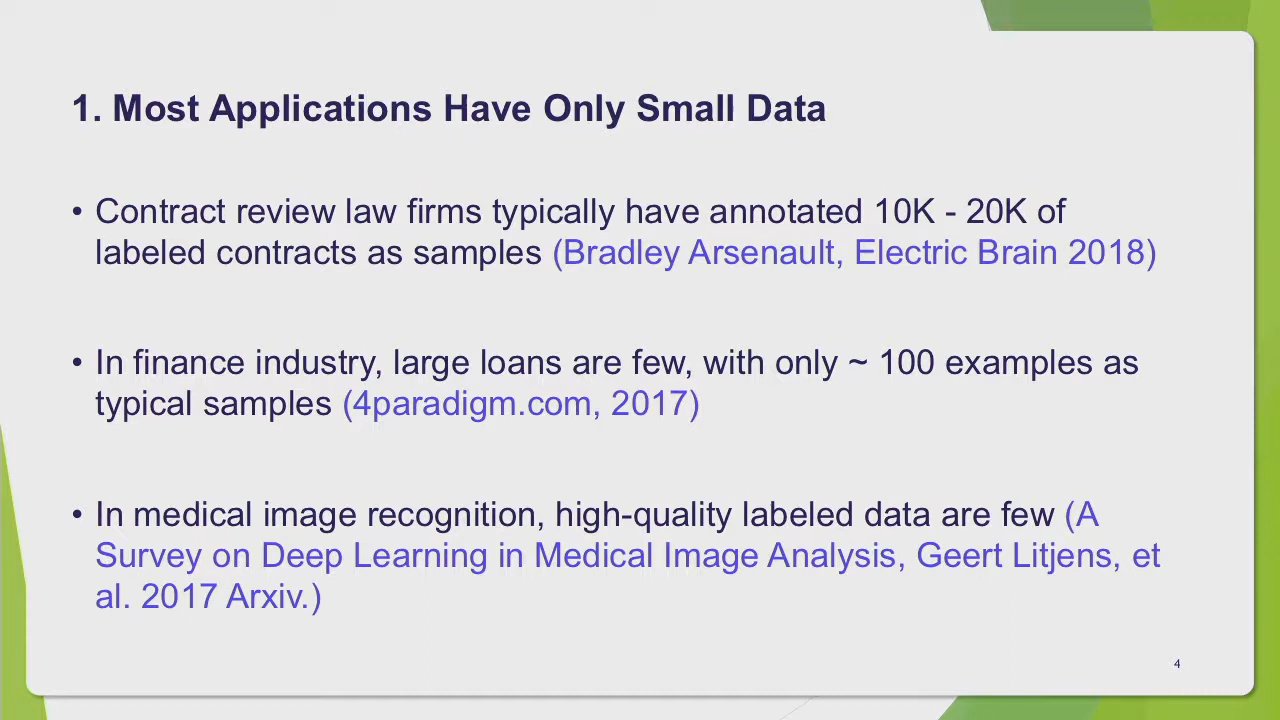 1. Most Applications Have Only Small Data
• Contract review law firms typically have annotated 10K - 20K of
labeled contracts as samples (Bradley Arsenault, Electric Brain 2018)
• In finance industry, large loans are few, with only ~ 100 examples as
typical samples (4paradigm.com, 2017)
• In medical image recognition, high-quality labeled data are few (A
Survey on Deep Learning in Medical Image Analysis, Geert Litjens, et
al. 2017 Arxiv.)
4